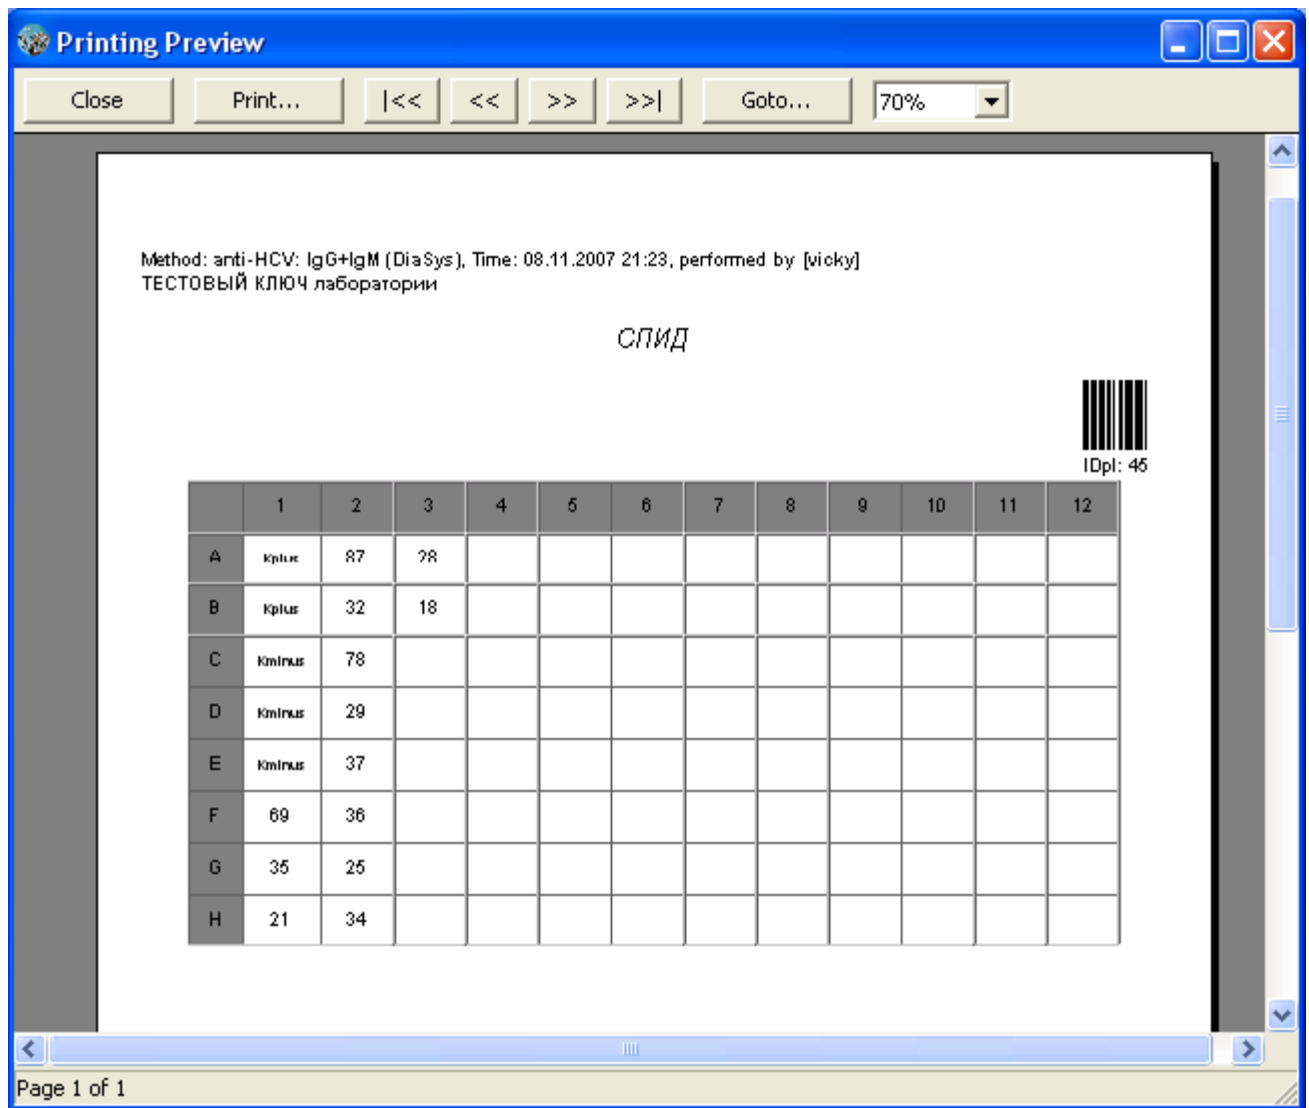 Printing Preview
Close Print... |<< << >> >>| Goto... 70%
Method: anti-HCV: IgG+IgM (DiaSys), Time: 08.11.2007 21:23, performed by [vicky]
ТЕСТОВЫЙ КЛЮЧ лаборатории
СПИД
IDpl: 45
1 2 3 4 5 6 7 8 9 10 11 12
A Kplus 87 28
B Kplus 32 18
C Kminus 78
D Kminus 29
E Kminus 37
F 69 36
G 35 25
H 21 34
Page 1 of 1